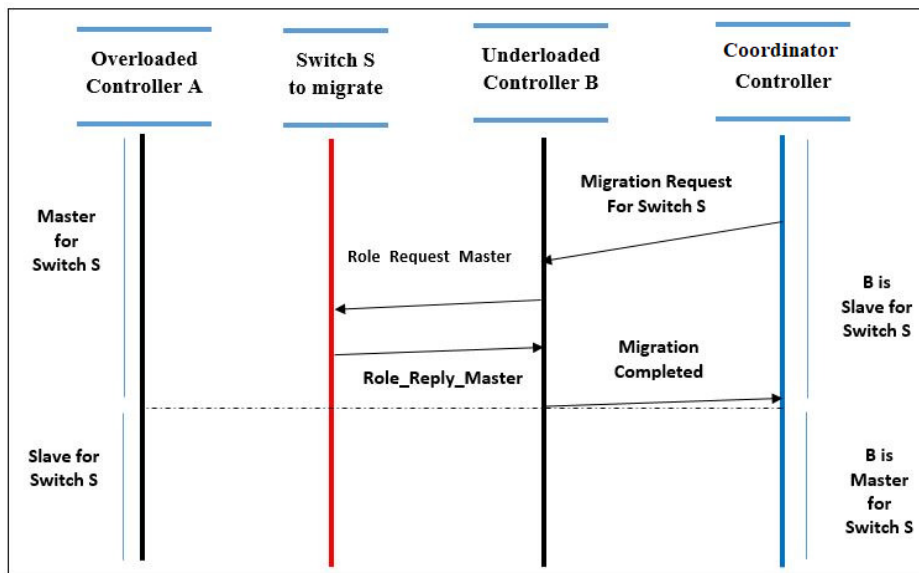 Overloaded
Controller A
Switch S
to migrate
Underloaded
Controller B
Coordinator
Controller
Migration Request
For Switch S
Master
for
Switch S
Role Request Master
B is
Slave for
Switch S
Migration
Completed
Role_Reply_Master
Slave for
Switch S
B is
Master
for
Switch S